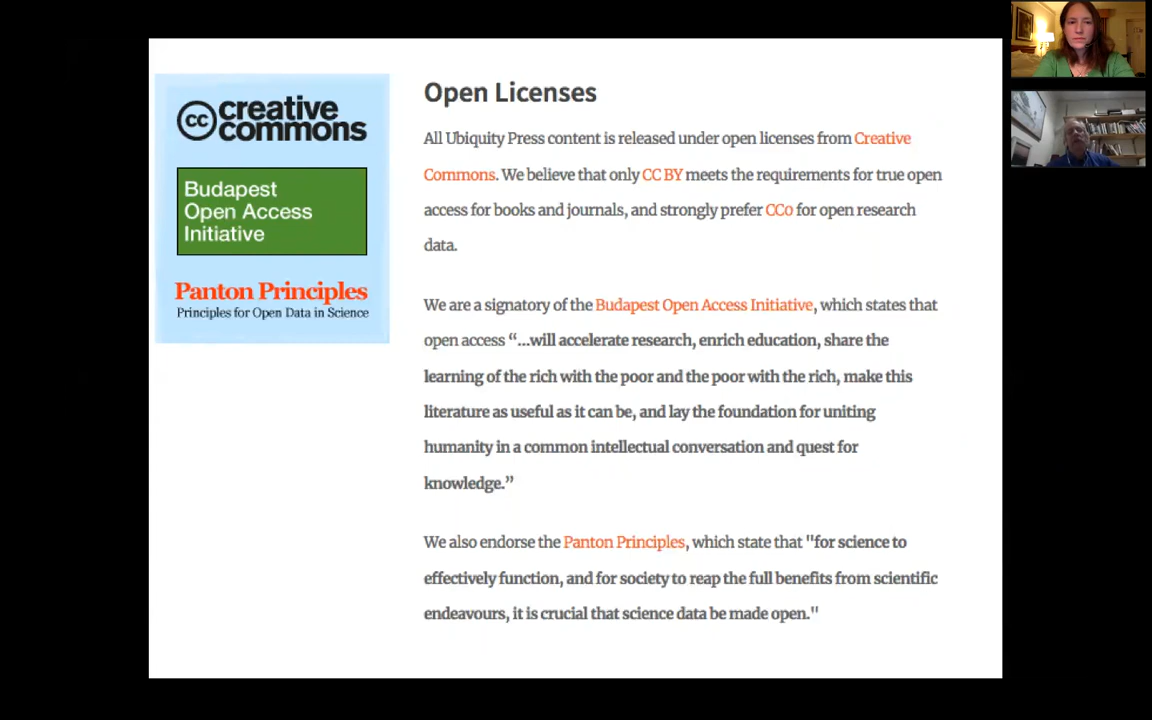 creative
commons
Budapest
Open Access
Initiative
Panton Principles
Principles for Open Data in Science
Open Licenses
All Ubiquity Press content is released under open licenses from Creative
Commons. We believe that only CC BY meets the requirements for true open
access for books and journals, and strongly prefer CC0 for open research
data.
We are a signatory of the Budapest Open Access Initiative, which states that
open access “...will accelerate research, enrich education, share the
learning of the rich with the poor and the poor with the rich, make this
literature as useful as it can be, and lay the foundation for uniting
humanity in a common intellectual conversation and quest for
knowledge.”
We also endorse the Panton Principles, which state that "for science to
effectively function, and for society to reap the full benefits from scientific
endeavours, it is crucial that science data be made open."